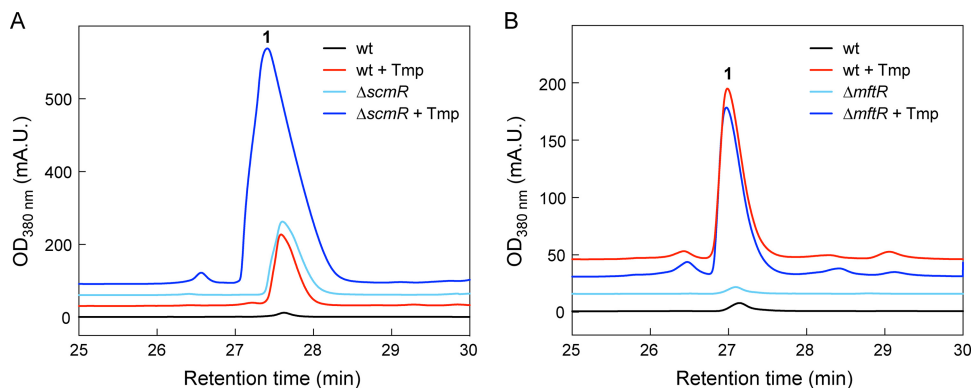 A
1
wt
wt + Tmp
ΔscmR
ΔscmR + Tmp
500
400
200
0
OD380 nm (mA.U.)
25 26 27 28 29 30
Retention time (min)
B
1
wt
wt + Tmp
ΔmftR
ΔmftR + Tmp
200
150
100
50
0
OD380 nm (mA.U.)
25 26 27 28 29 30
Retention time (min)